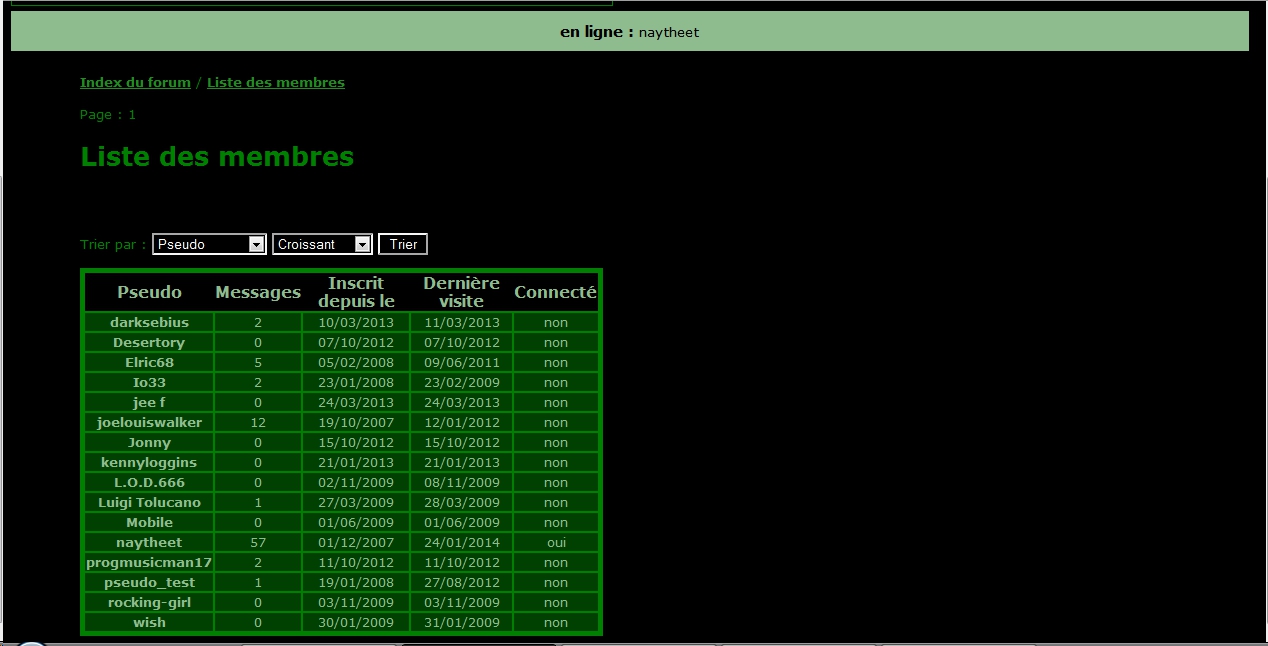 en ligne : naytheet
Index du forum / Liste des membres
Page : 1
Liste des membres
Trier par : Pseudo Croissant Trier
Pseudo Messages Inscrit depuis le Dernière visite Connecté
darksebius 2 10/03/2013 11/03/2013 non
Desertory 0 07/10/2012 07/10/2012 non
Elric68 5 05/02/2008 09/06/2011 non
Io33 2 23/01/2008 23/02/2009 non
jee f 0 24/03/2013 24/03/2013 non
joelouiswalker 12 19/10/2007 12/01/2012 non
Jonny 0 15/10/2012 15/10/2012 non
kennyloggins 0 21/01/2013 21/01/2013 non
L.O.D.666 0 02/11/2009 08/11/2009 non
Luigi Tolucano 1 27/03/2009 28/03/2009 non
Mobile 0 01/06/2009 01/06/2009 non
naytheet 57 01/12/2007 24/01/2014 oui
progmusicman17 2 11/10/2012 11/10/2012 non
pseudo_test 1 19/01/2008 27/08/2012 non
rocking-girl 0 03/11/2009 03/11/2009 non
wish 0 30/01/2009 31/01/2009 non